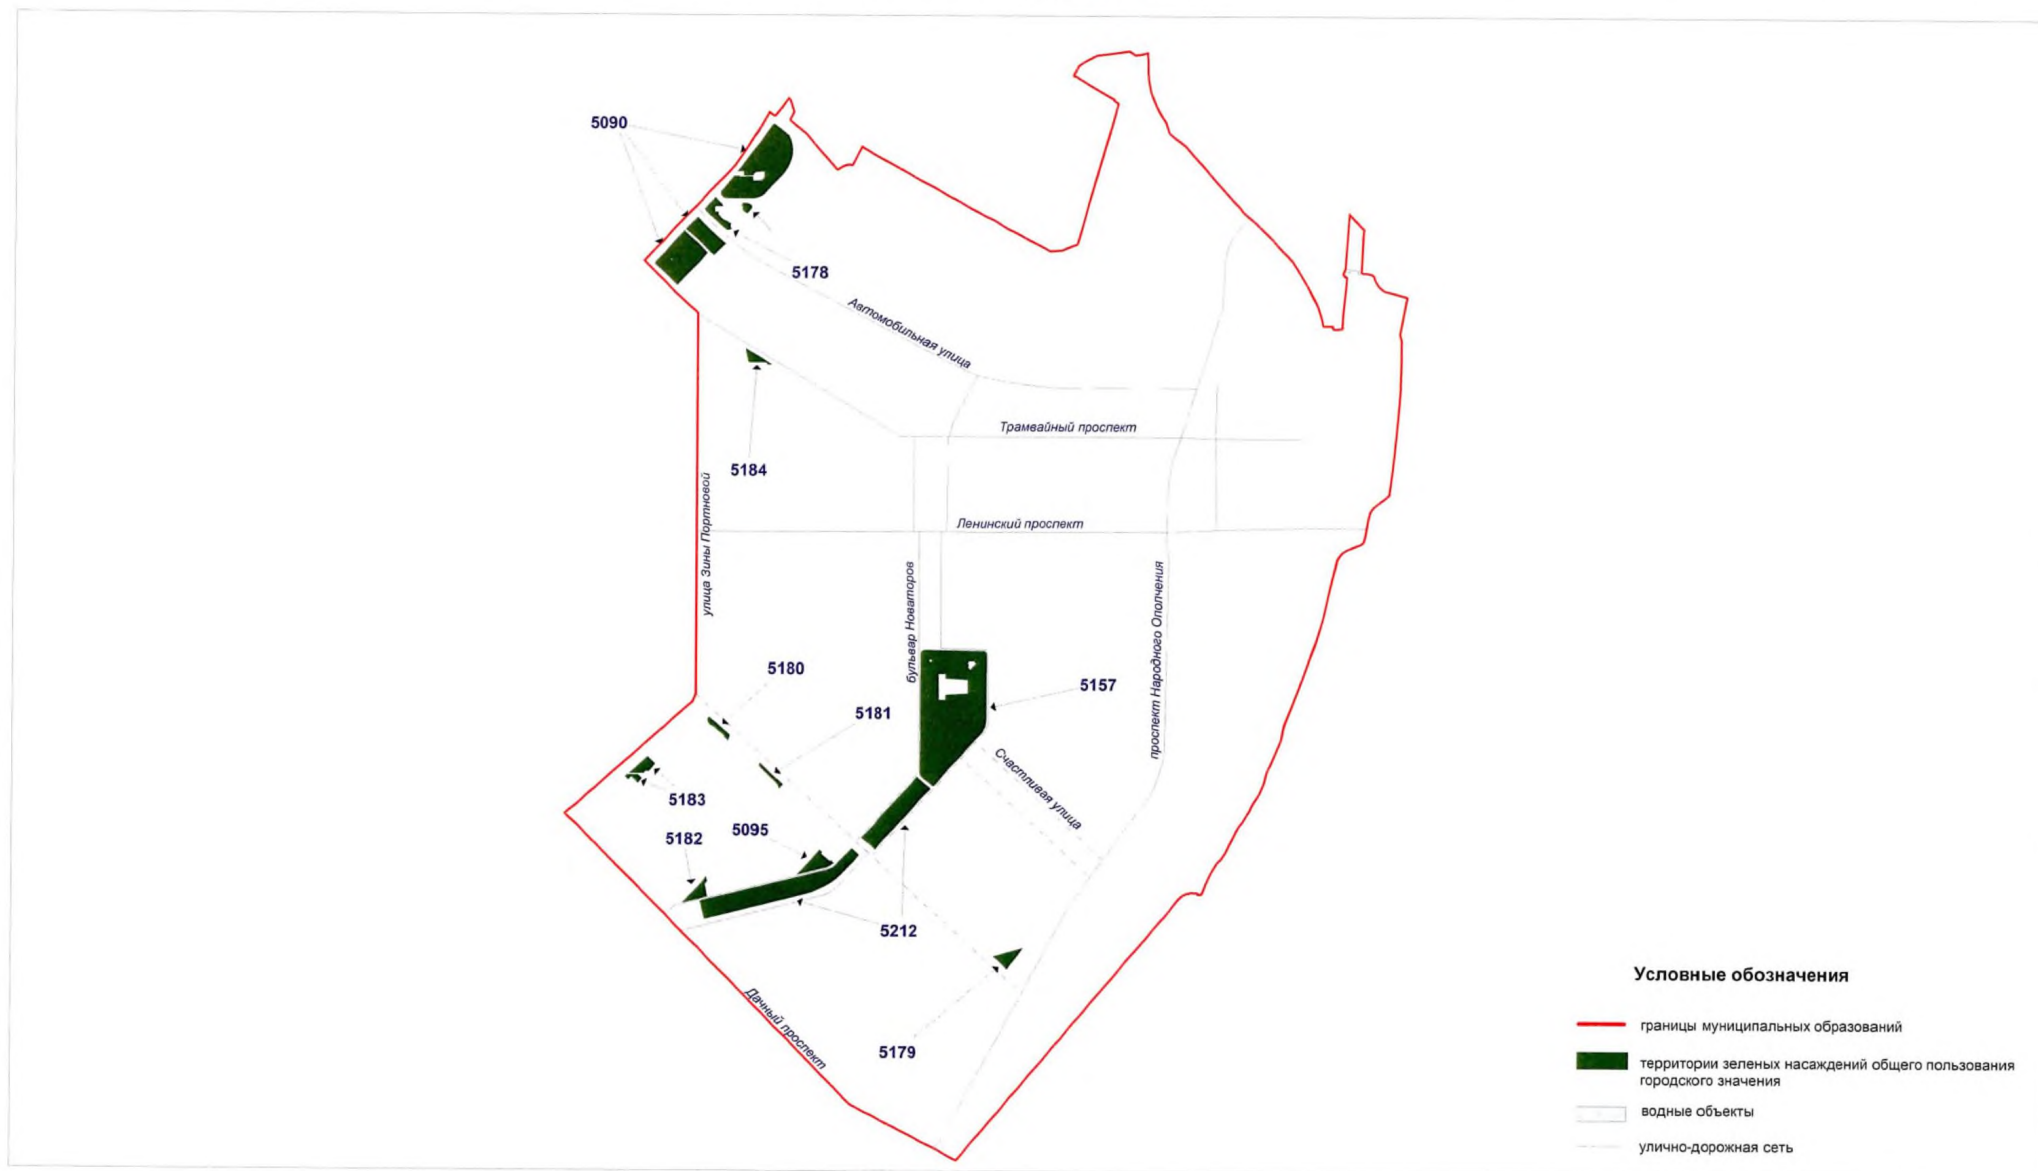 5090
5178
Автомобильная улица
Трамвайный проспект
5184
улица Зины Портновой
Ленинский проспект
бульвар Новаторов
проспект Народного Ополчения
5180
5157
5181
Счастливая улица
5183
5095
5182
5212
Дачный проспект
5179
Условные обозначения
границы муниципальных образований
территории зеленых насаждений общего пользования
городского значения
водные объекты
улично-дорожная сеть